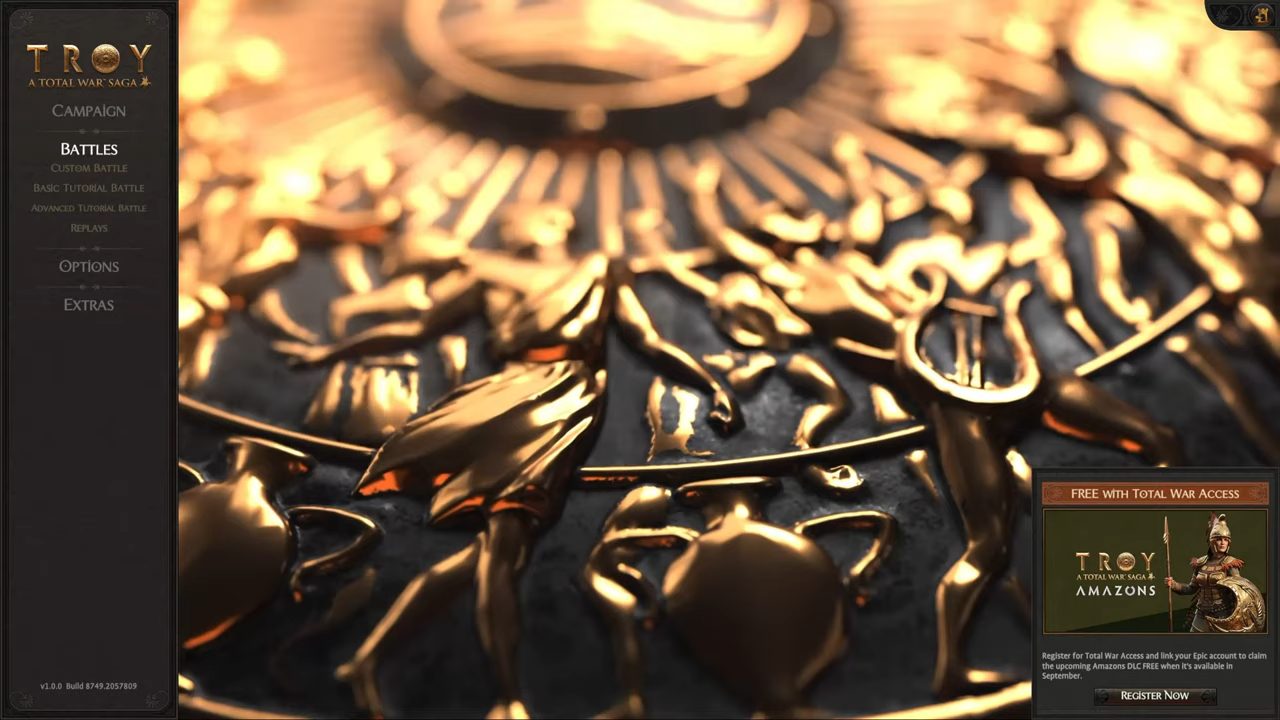 TROY
A TOTAL WAR SAGA
CAMPAIGN
BATTLES
CUSTOM BATTLE
BASIC TUTORIAL BATTLE
ADVANCED TUTORIAL BATTLE
REPLAYS
OPTIONS
EXTRAS
v1.0.0 Build 8749.2057809
FREE WITH TOTAL WAR ACCESS
TROY
A TOTAL WAR SAGA
AMAZONS
Register for Total War Access and link your Epic account to claim
the upcoming Amazons DLC FREE when it's available in
September.
REGISTER NOW